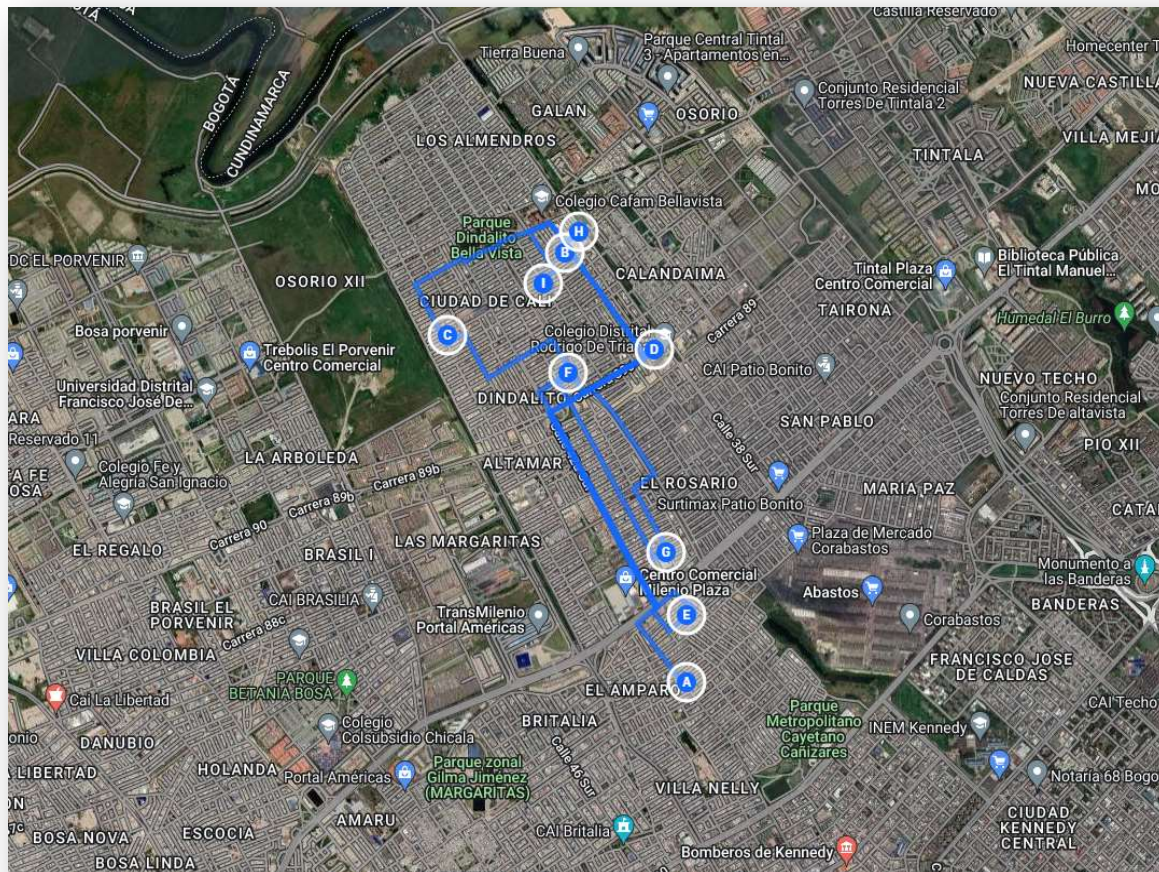 Castilla Reservado
Tierra Buena
Parque Central Tintal
3 - Apartamentos en...
Homecenter T
BOGOTÁ
CUNDINAMARCA
GALAN
OSORIO
Conjunto Residencial
Torres De Tintala 2
NUEVA CASTILLA
LOS ALMENDROS
VILLA MEJIA
TINTALA
Colegio Cafam Bellavista
Parque
Dindalito
Bella Vista
H
B
I
DC EL PORVENIR
OSORIO XII
CALANDAIMA
Biblioteca Pública
El Tintal Manuel...
Tintal Plaza
Centro Comercial
CIUDAD DE CALI
TAIRONA
Humedal El Burro
Bosa porvenir
C
Colegio Distrital
Rodrigo De Tria
D
Carrera 89
Trebolis El Porvenir
Centro Comercial
CAI Patio Bonito
F
Universidad Distrital
Francisco José De...
NUEVO TECHO
Conjunto Residencial
Torres De altavista
DINDALITO
SAN PABLO
Calle 38 Sur
Reservado 11
PIO XII
LA ARBOLEDA
Carrera 89b
Carrera 89b
ALTAMAR
Colegio Fe y
Alegría San Ignacio
EL ROSARIO
MARIA PAZ
Surtimax Patio Bonito
Carrera 90
EL REGALO
BRASIL I
LAS MARGARITAS
Plaza de Mercado
Corabastos
G
Monumento a
las Banderas
CAI BRASILIA
Centro Comercial
Milenio Plaza
Abastos
BANDERAS
BRASIL EL
PORVENIR
TransMilenio
Portal Américas
E
Corabastos
Carrera 88c
VILLA COLOMBIA
FRANCISCO JOSE
DE CALDAS
PARQUE
BETANIA BOSA
EL AMPARO
A
Cai La Libertad
CAI Techo
Parque
Metropolitano
Cayetano
Cañizares
BRITALIA
INEM Kennedy
Colegio
Colsubsidio Chicala
DANUBIO
Calle 46 Sur
HOLANDA
Portal Américas
Parque zonal
Gilma Jiménez
(MARGARITAS)
LIBERTAD
Notaría 68 Bogo
VILLA NELLY
AMARU
CIUDAD
KENNEDY
CENTRAL
BOSA NOVA
ESCOCIA
CAI Britalia
BOSA LINDA
Bomberos de Kennedy